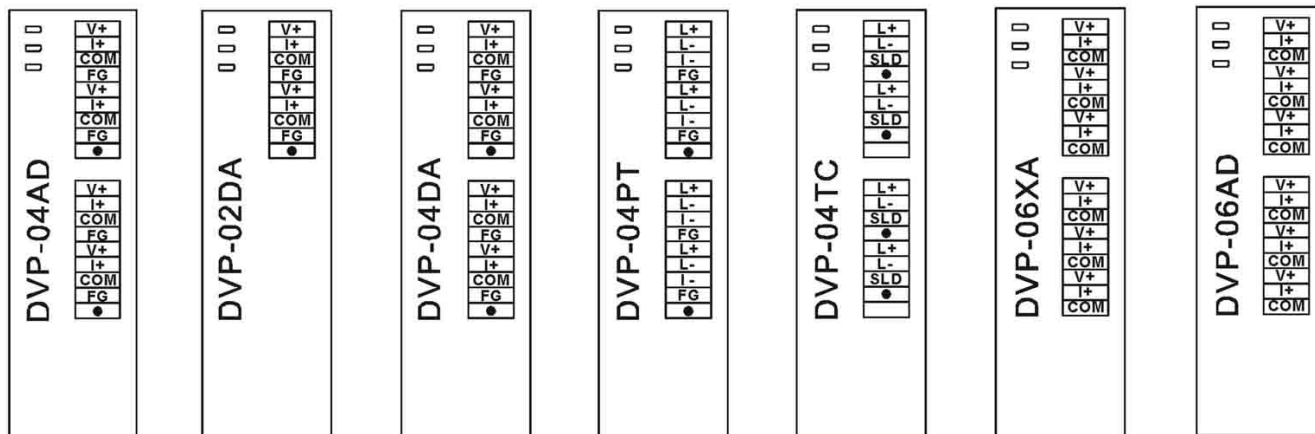 DVP-04AD
V+
I+
COM
FG
V+
I+
COM
FG
V+
I+
COM
FG
V+
I+
COM
FG
DVP-02DA
V+
I+
COM
FG
V+
I+
COM
FG
DVP-04DA
V+
I+
COM
FG
V+
I+
COM
FG
V+
I+
COM
FG
V+
I+
COM
FG
DVP-04PT
L+
L-
I-
FG
L+
L-
I-
FG
L+
L-
I-
FG
L+
L-
I-
FG
DVP-04TC
L+
L-
SLD
L+
L-
SLD
L+
L-
SLD
L+
L-
SLD
DVP-06XA
V+
I+
COM
V+
I+
COM
V+
I+
COM
V+
I+
COM
V+
I+
COM
V+
I+
COM
DVP-06AD
V+
I+
COM
V+
I+
COM
V+
I+
COM
V+
I+
COM
V+
I+
COM
V+
I+
COM